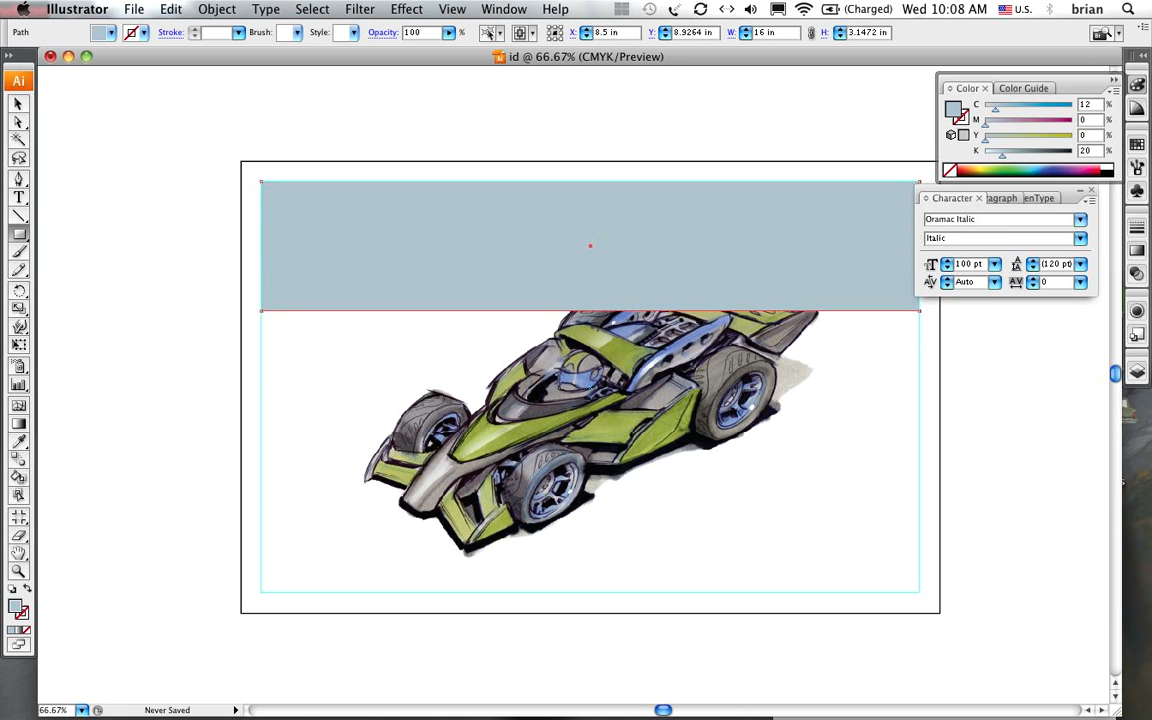 Illustrator File Edit Object Type Select Filter Effect View Window Help (Charged) Wed 10:08 AM U.S. brian
Path Stroke: Brush: Style: Opacity: 100 % X: 8.5 in Y: 8.9264 in W: 16 in H: 3.1472 in
id @ 66.67% (CMYK/Preview)
Ai
Color Color Guide
C 12 %
M 0 %
Y 0 %
K 20 %
Character aragraph enType
Oramac Italic
Italic
100 pt (120 pt)
Auto 0
66.67% Never Saved